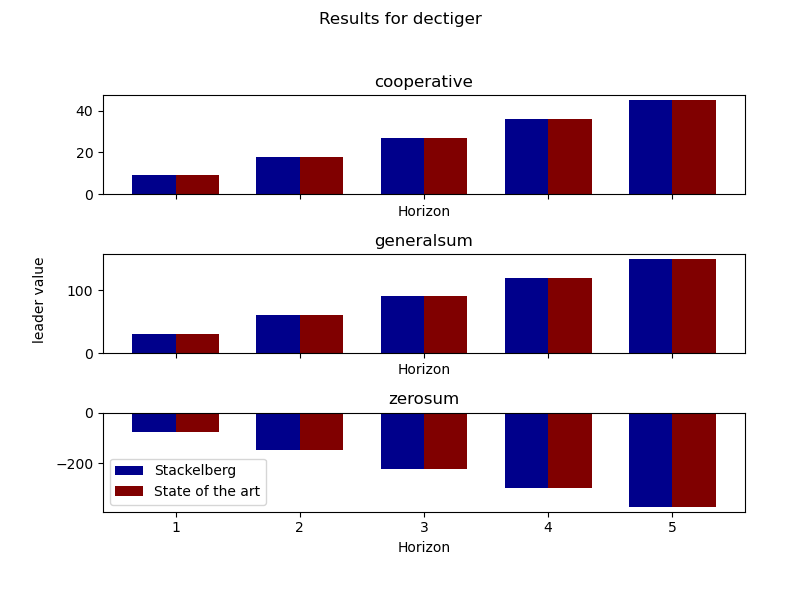 Results for dectiger
cooperative
40
20
0
Horizon
generalsum
leader value
100
0
Horizon
zerosum
0
−200
Stackelberg
State of the art
1 2 3 4 5
Horizon